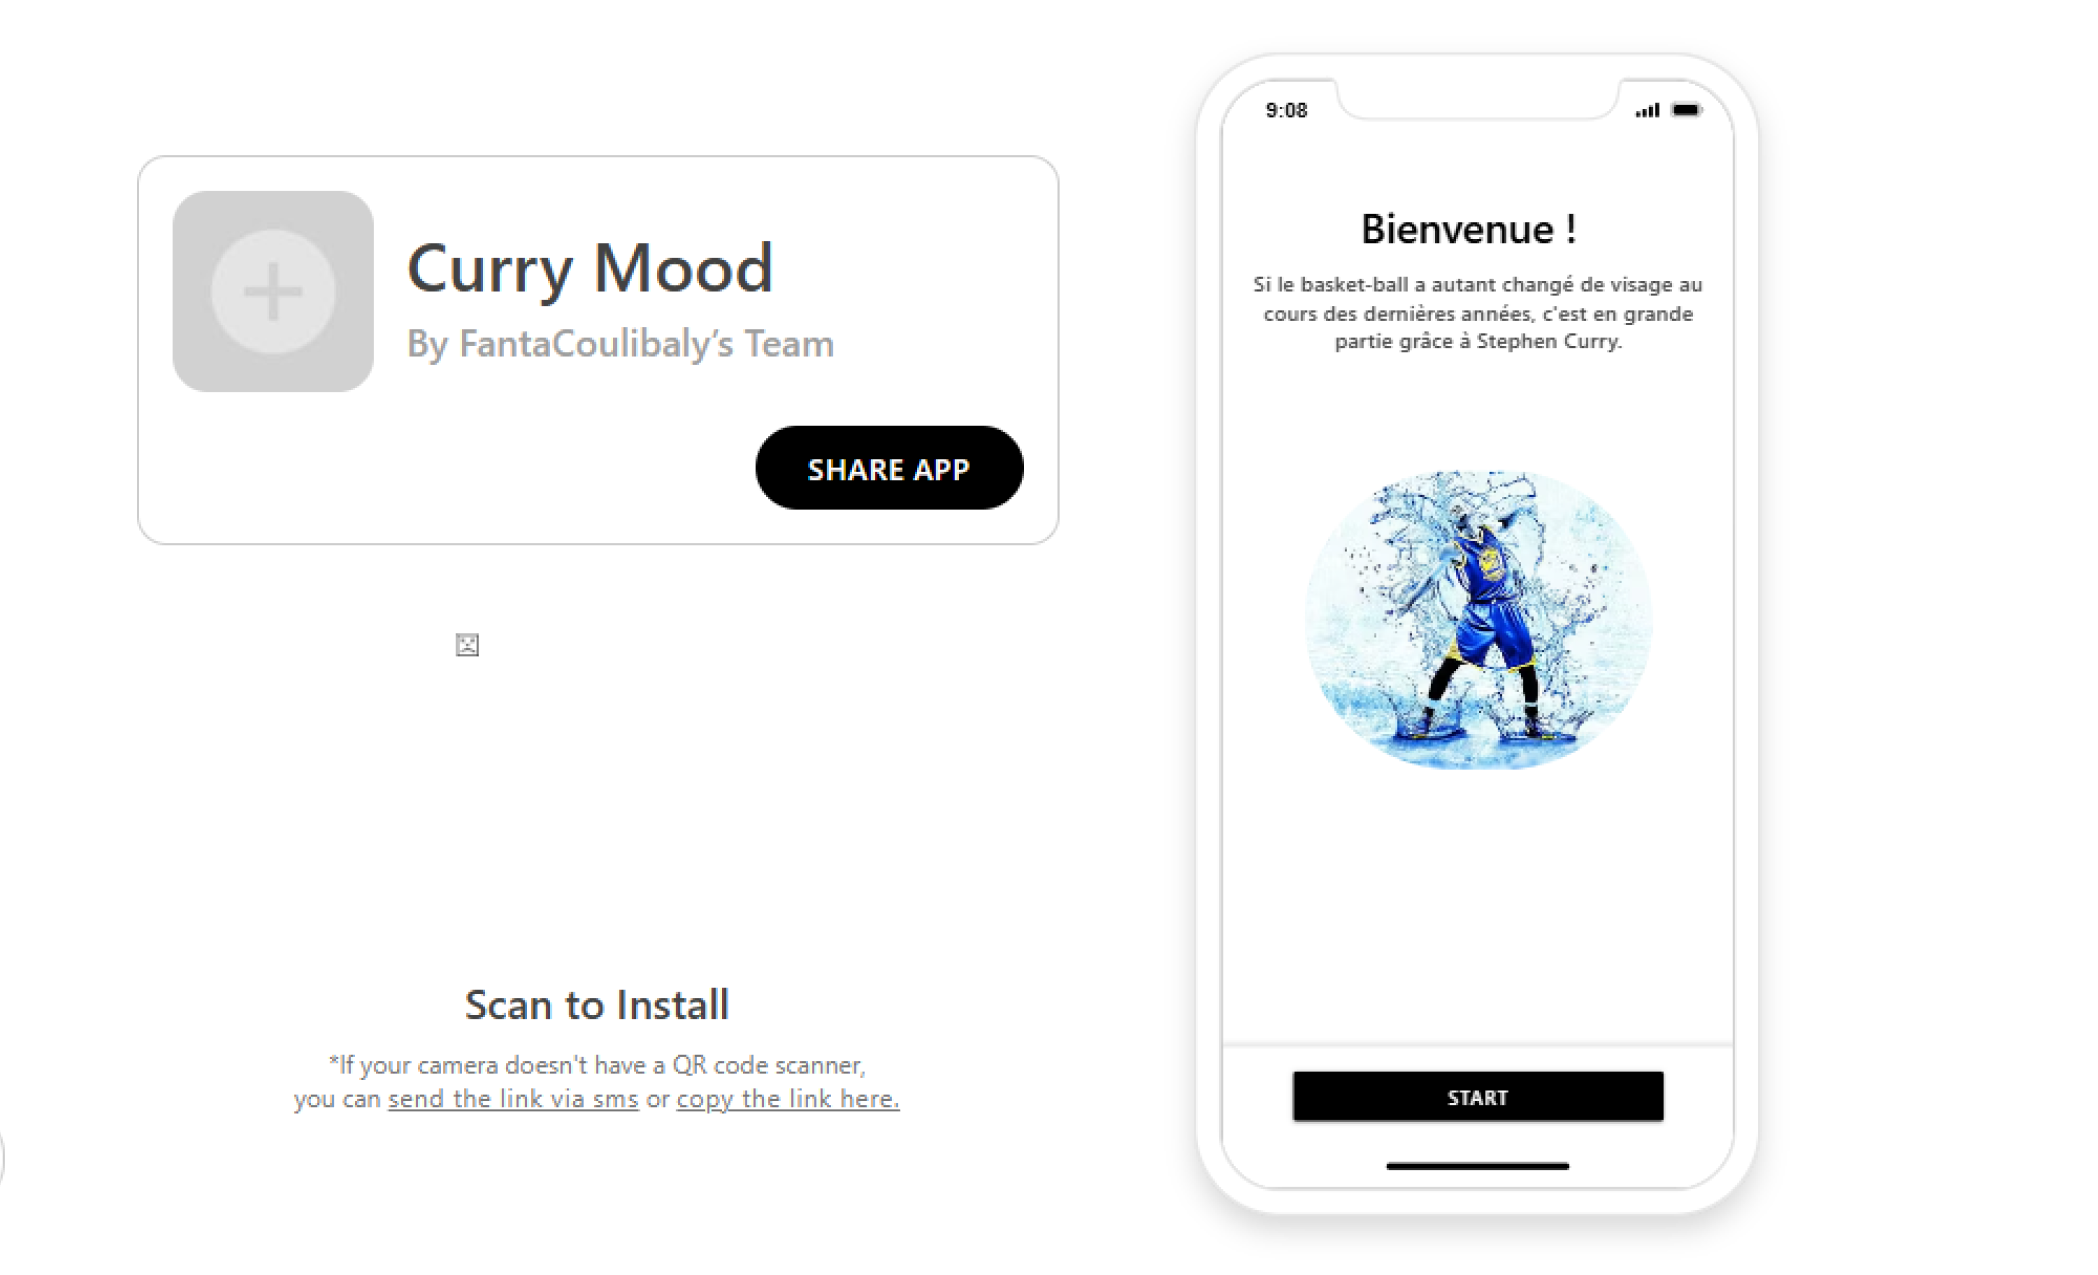 Curry Mood
By FantaCoulibaly’s Team
SHARE APP
Scan to Install
*If your camera doesn't have a QR code scanner,
you can send the link via sms or copy the link here.
9:08
Bienvenue !
Si le basket-ball a autant changé de visage au
cours des dernières années, c'est en grande
partie grâce à Stephen Curry.
START